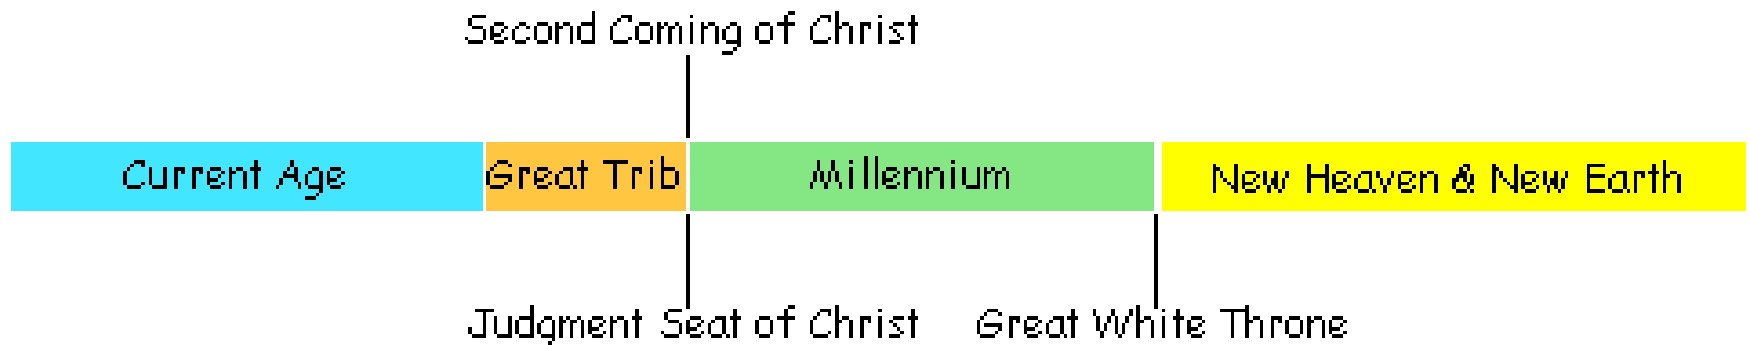 Second Coming of Christ
Current Age
Great Trib
Millennium
New Heaven & New Earth
Judgment Seat of Christ
Great White Throne